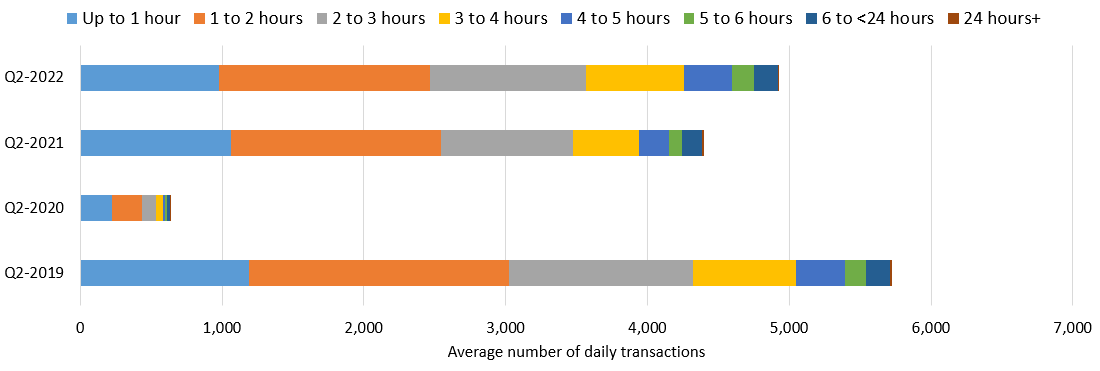 Up to 1 hour 1 to 2 hours 2 to 3 hours 3 to 4 hours 4 to 5 hours 5 to 6 hours 6 to <24 hours 24 hours+
Q2-2022
Q2-2021
Q2-2020
Q2-2019
0 1,000 2,000 3,000 4,000 5,000 6,000 7,000
Average number of daily transactions